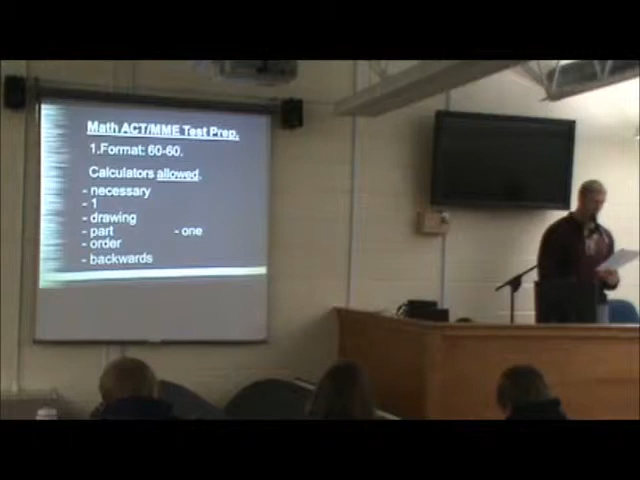 Math ACT/MME Test Prep.
1.Format: 60-60.
Calculators allowed.
- necessary
- 1
- drawing
- part - one
- order
- backwards